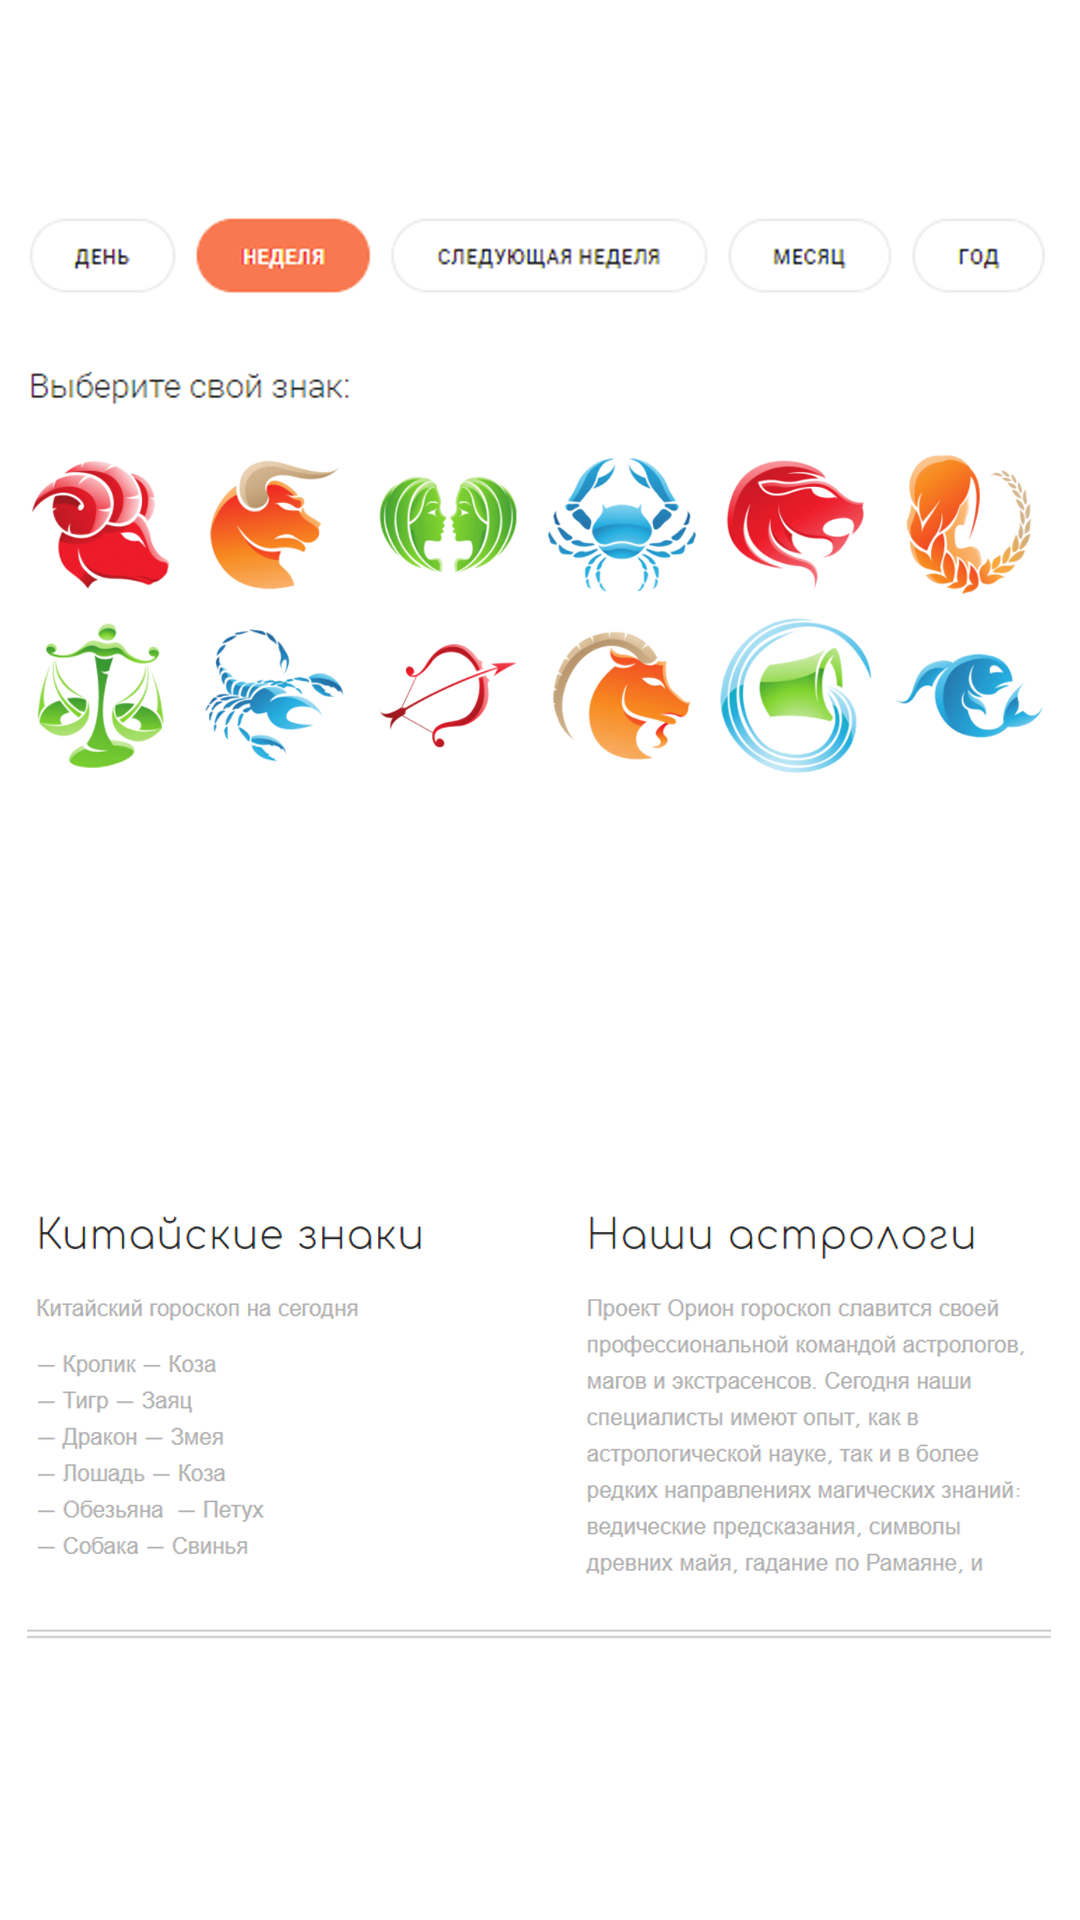 ДЕНЬ НЕДЕЛЯ СЛЕДУЮЩАЯ НЕДЕЛЯ МЕСЯЦ ГОД
Выберите свой знак:
Китайские знаки
Китайский гороскоп на сегодня
— Кролик — Коза
— Тигр — Заяц
— Дракон — Змея
— Лошадь — Коза
— Обезьяна — Петух
— Собака — Свинья
Наши астрологи
Проект Орион гороскоп славится своей
профессиональной командой астрологов,
магов и экстрасенсов. Сегодня наши
специалисты имеют опыт, как в
астрологической науке, так и в более
редких направлениях магических знаний:
ведические предсказания, символы
древних майя, гадание по Рамаяне, и